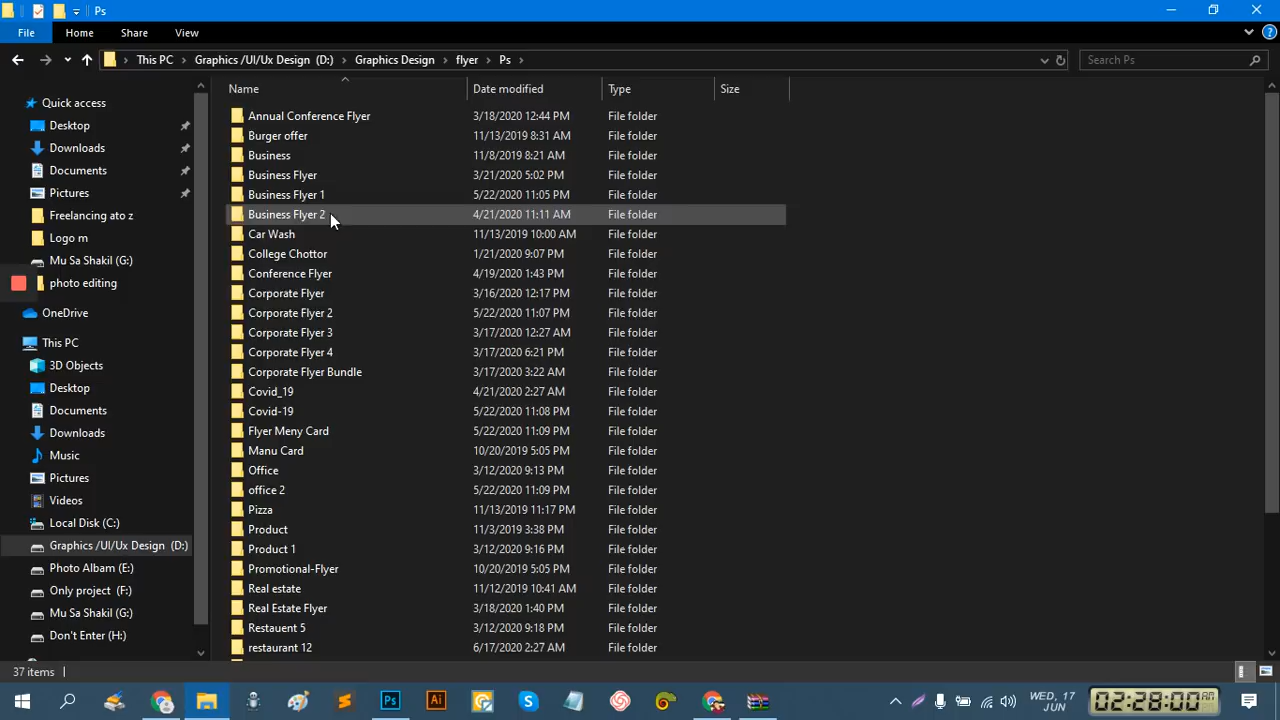 Ps
File Home Share View
This PC Graphics /UI/Ux Design (D:) Graphics Design flyer Ps Search Ps
Name Date modified Type Size
Quick access
Desktop
Downloads
Documents
Pictures
Freelancing ato z
Logo m
Mu Sa Shakil (G:)
photo editing
OneDrive
This PC
3D Objects
Desktop
Documents
Downloads
Music
Pictures
Videos
Local Disk (C:)
Graphics /UI/Ux Design (D:)
Photo Albam (E:)
Only project (F:)
Mu Sa Shakil (G:)
Don't Enter (H:)
Annual Conference Flyer 3/18/2020 12:44 PM File folder
Burger offer 11/13/2019 8:31 AM File folder
Business 11/8/2019 8:21 AM File folder
Business Flyer 3/21/2020 5:02 PM File folder
Business Flyer 1 5/22/2020 11:05 PM File folder
Business Flyer 2 4/21/2020 11:11 AM File folder
Car Wash 11/13/2019 10:00 AM File folder
College Chottor 1/21/2020 9:07 PM File folder
Conference Flyer 4/19/2020 1:43 PM File folder
Corporate Flyer 3/16/2020 12:17 PM File folder
Corporate Flyer 2 5/22/2020 11:07 PM File folder
Corporate Flyer 3 3/17/2020 12:27 AM File folder
Corporate Flyer 4 3/17/2020 6:21 PM File folder
Corporate Flyer Bundle 3/17/2020 3:22 AM File folder
Covid_19 4/21/2020 2:27 AM File folder
Covid-19 5/22/2020 11:08 PM File folder
Flyer Meny Card 5/22/2020 11:09 PM File folder
Manu Card 10/20/2019 5:05 PM File folder
Office 3/12/2020 9:13 PM File folder
office 2 5/22/2020 11:09 PM File folder
Pizza 11/13/2019 11:17 PM File folder
Product 11/3/2019 3:38 PM File folder
Product 1 3/12/2020 9:16 PM File folder
Promotional-Flyer 10/20/2019 5:05 PM File folder
Real estate 11/12/2019 10:41 AM File folder
Real Estate Flyer 3/18/2020 1:40 PM File folder
Restauent 5 3/12/2020 9:18 PM File folder
restaurant 12 6/17/2020 2:27 AM File folder
37 items
Ps Ai
WED, 17
JUN
02:28:00